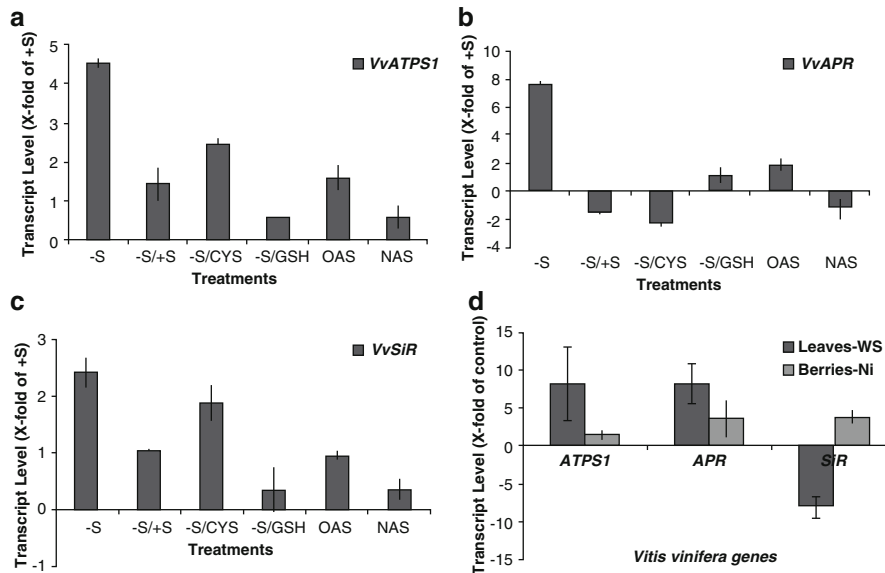 a
Transcript Level (X-fold of +S)
5
4
3
2
1
0
VvATPS1
-S -S/+S -S/CYS -S/GSH OAS NAS
Treatments
b
Transcript Level (X-fold of +S)
10
8
6
4
2
0
-2
-4
VvAPR
-S -S/+S -S/CYS -S/GSH OAS NAS
Treatments
c
Transcript Level (X-fold of +S)
3
2
1
0
-1
VvSiR
-S -S/+S -S/CYS -S/GSH OAS NAS
Treatments
d
Transcript Level (X-fold of control)
15
10
5
0
-5
-10
-15
Leaves-WS
Berries-Ni
ATPS1 APR SiR
Vitis vinifera genes